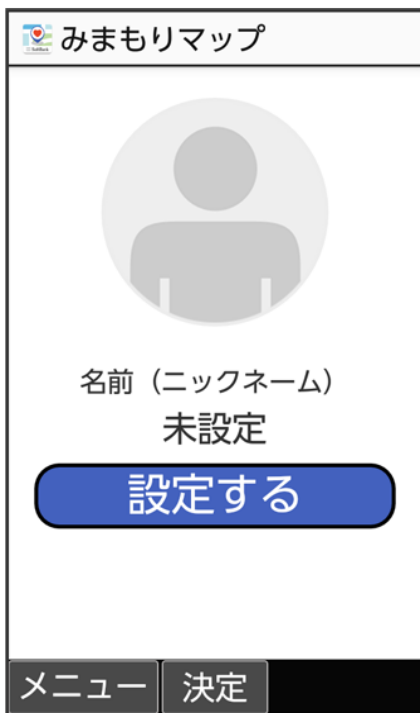 みまもりマップ
名前（ニックネーム）
未設定
設定する
メニュー 決定